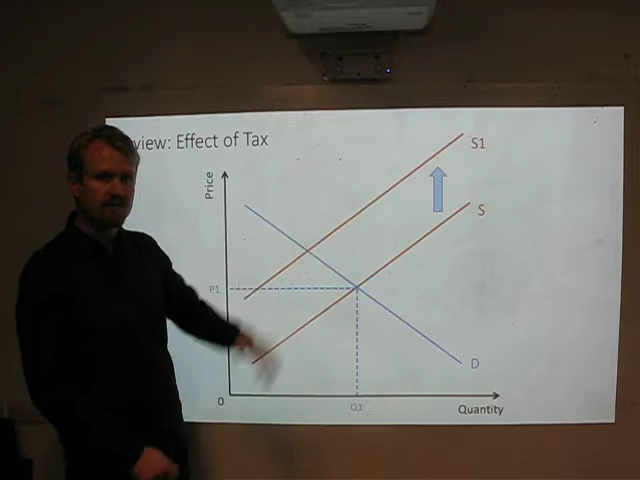 view: Effect of Tax
Price
S1
S
P1
D
0
Q1
Quantity